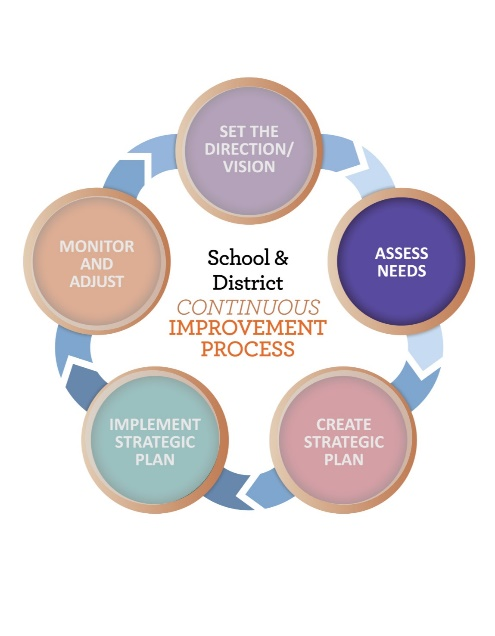 SET THE
DIRECTION/
VISION
ASSESS
NEEDS
CREATE
STRATEGIC
PLAN
IMPLEMENT
STRATEGIC
PLAN
MONITOR
AND
ADJUST
School &
District
CONTINUOUS
IMPROVEMENT
PROCESS